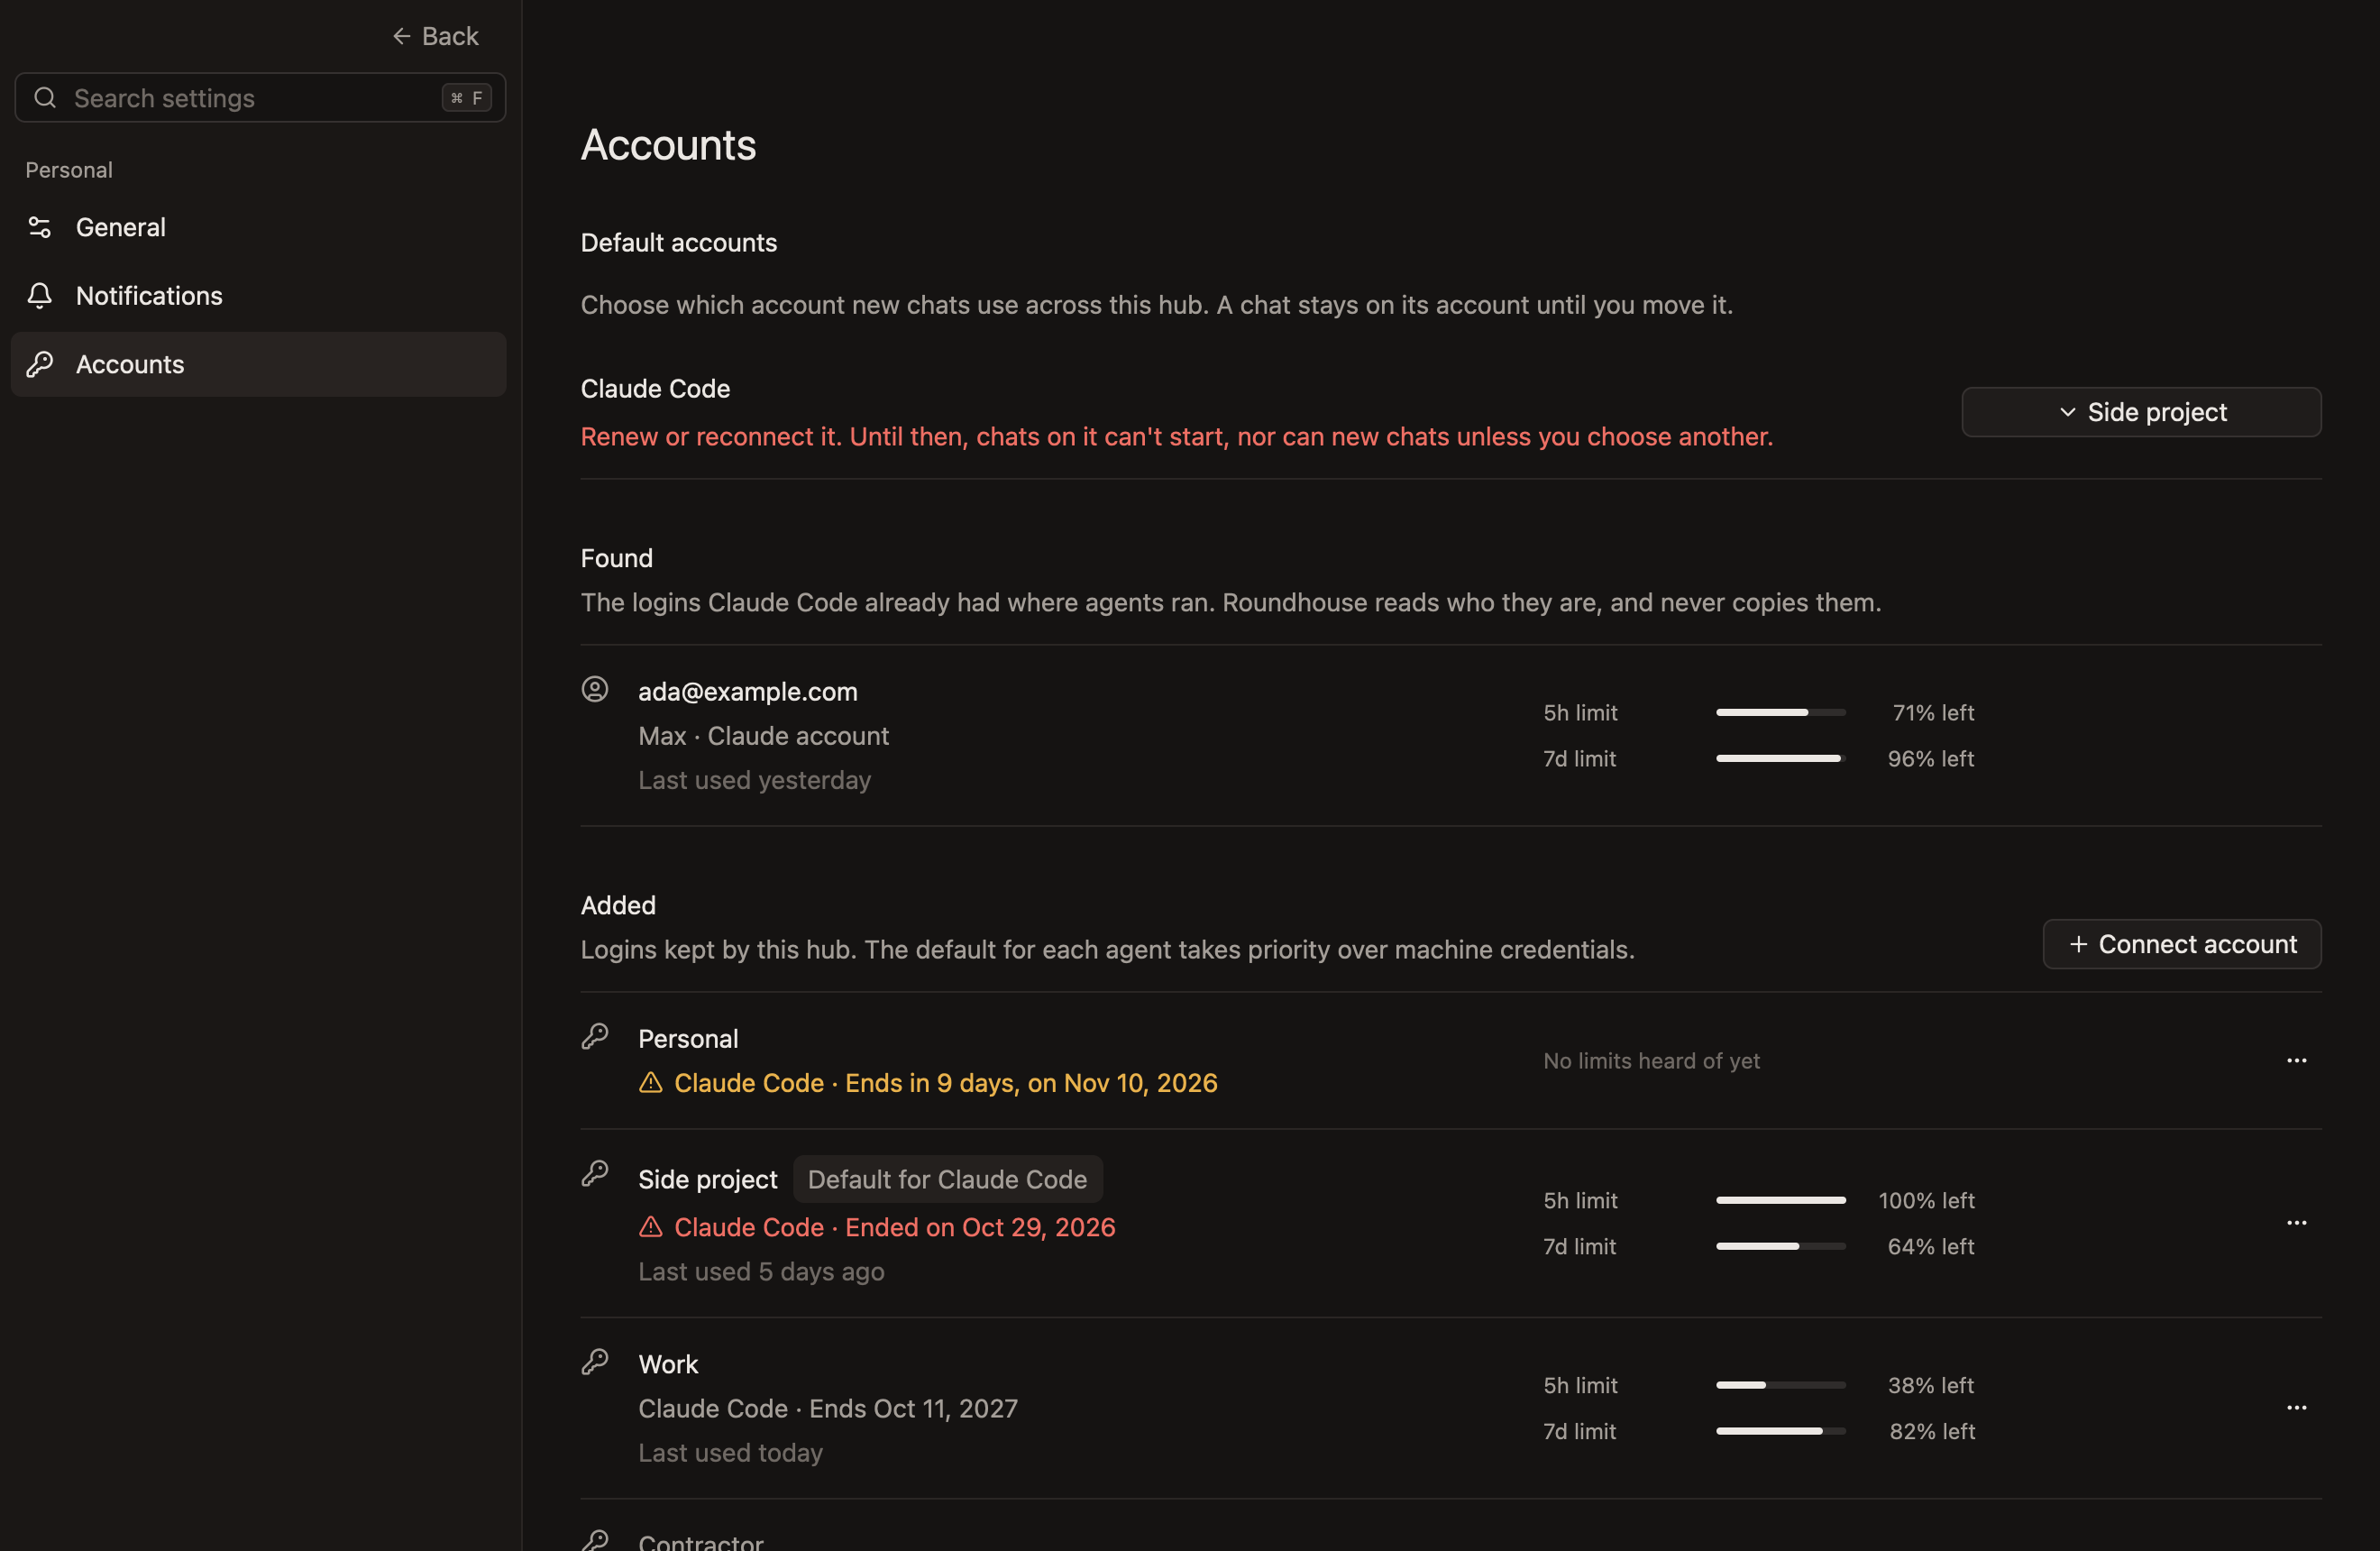 Back
Search settings
⌘ F
Personal
General
Notifications
Accounts
Accounts
Default accounts
Choose which account new chats use across this hub. A chat stays on its account until you move it.
Claude Code
Renew or reconnect it. Until then, chats on it can't start, nor can new chats unless you choose another.
Side project
Found
The logins Claude Code already had where agents ran. Roundhouse reads who they are, and never copies them.
ada@example.com
Max · Claude account
Last used yesterday
5h limit 71% left
7d limit 96% left
Added
Logins kept by this hub. The default for each agent takes priority over machine credentials.
Connect account
Personal
Claude Code · Ends in 9 days, on Nov 10, 2026
No limits heard of yet
Side project Default for Claude Code
Claude Code · Ended on Oct 29, 2026
Last used 5 days ago
5h limit 100% left
7d limit 64% left
Work
Claude Code · Ends Oct 11, 2027
Last used today
5h limit 38% left
7d limit 82% left
Contractor